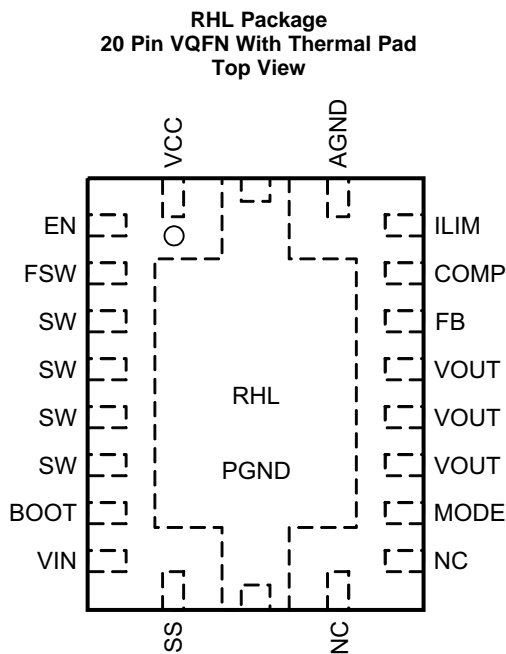 RHL Package
20 Pin VQFN With Thermal Pad
Top View
VCC
AGND
EN
ILIM
FSW
COMP
SW
FB
SW
VOUT
RHL
SW
VOUT
SW
VOUT
PGND
BOOT
MODE
VIN
NC
SS
NC